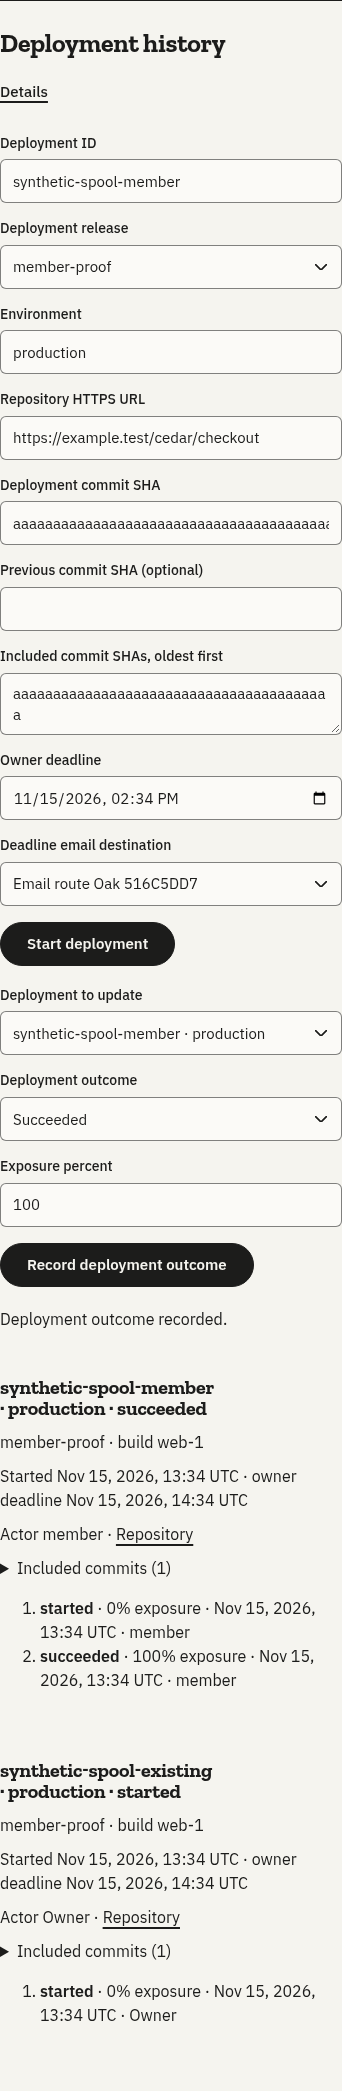 Deployment history
Details
Deployment ID
synthetic-spool-member
Deployment release
member-proof
Environment
production
Repository HTTPS URL
https://example.test/cedar/checkout
Deployment commit SHA
aaaaaaaaaaaaaaaaaaaaaaaaaaaaaaaaaaaaaaaa
Previous commit SHA (optional)
Included commit SHAs, oldest first
aaaaaaaaaaaaaaaaaaaaaaaaaaaaaaaaaaaaaaa
a
Owner deadline
11/15/2026, 02:34 PM
Deadline email destination
Email route Oak 516C5DD7
Start deployment
Deployment to update
synthetic-spool-member · production
Deployment outcome
Succeeded
Exposure percent
100
Record deployment outcome
Deployment outcome recorded.
synthetic-spool-member
· production · succeeded
member-proof · build web-1
Started Nov 15, 2026, 13:34 UTC · owner
deadline Nov 15, 2026, 14:34 UTC
Actor member · Repository
Included commits (1)
1. started · 0% exposure · Nov 15, 2026,
13:34 UTC · member
2. succeeded · 100% exposure · Nov 15,
2026, 13:34 UTC · member
synthetic-spool-existing
· production · started
member-proof · build web-1
Started Nov 15, 2026, 13:34 UTC · owner
deadline Nov 15, 2026, 14:34 UTC
Actor Owner · Repository
Included commits (1)
1. started · 0% exposure · Nov 15, 2026,
13:34 UTC · Owner